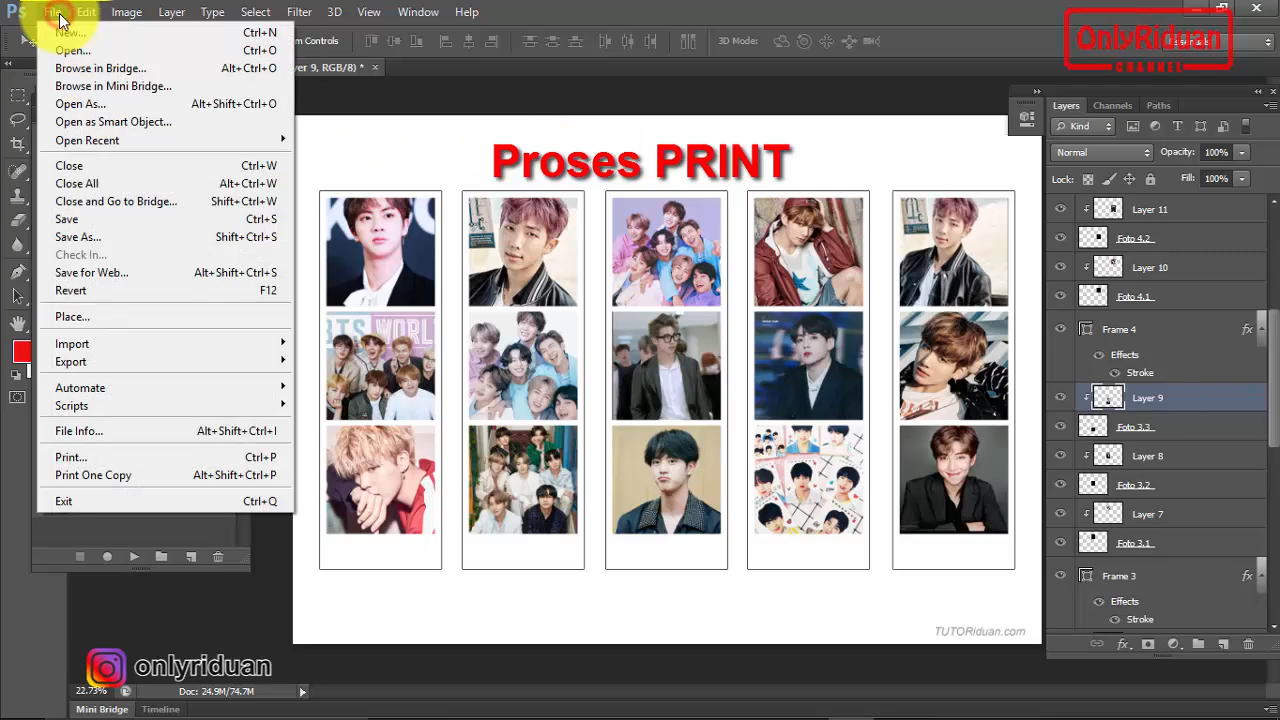 Ps File Edit Image Layer Type Select Filter 3D View Window Help
m Controls 3D Mode: Essentials
OnlyRiduan
CHANNEL
er 9, RGB/8) * ×
New... Ctrl+N
Open... Ctrl+O
Browse in Bridge... Alt+Ctrl+O
Browse in Mini Bridge...
Open As... Alt+Shift+Ctrl+O
Open as Smart Object...
Open Recent
Close Ctrl+W
Close All Alt+Ctrl+W
Close and Go to Bridge... Shift+Ctrl+W
Save Ctrl+S
Save As... Shift+Ctrl+S
Check In...
Save for Web... Alt+Shift+Ctrl+S
Revert F12
Place...
Import
Export
Automate
Scripts
File Info... Alt+Shift+Ctrl+I
Print... Ctrl+P
Print One Copy Alt+Shift+Ctrl+P
Exit Ctrl+Q
Proses PRINT
BTS WORLD
TUTORiduan.com
Layers Channels Paths
Kind
Normal Opacity: 100%
Lock: Fill: 100%
Layer 11
Foto 4.2
Layer 10
Foto 4.1
Frame 4 fx
Effects
Stroke
Layer 9
Foto 3.3
Layer 8
Foto 3.2
Layer 7
Foto 3.1
Frame 3 fx
Effects
Stroke
fx
onlyriduan
22.73% Doc: 24.9M/74.7M
Mini Bridge Timeline